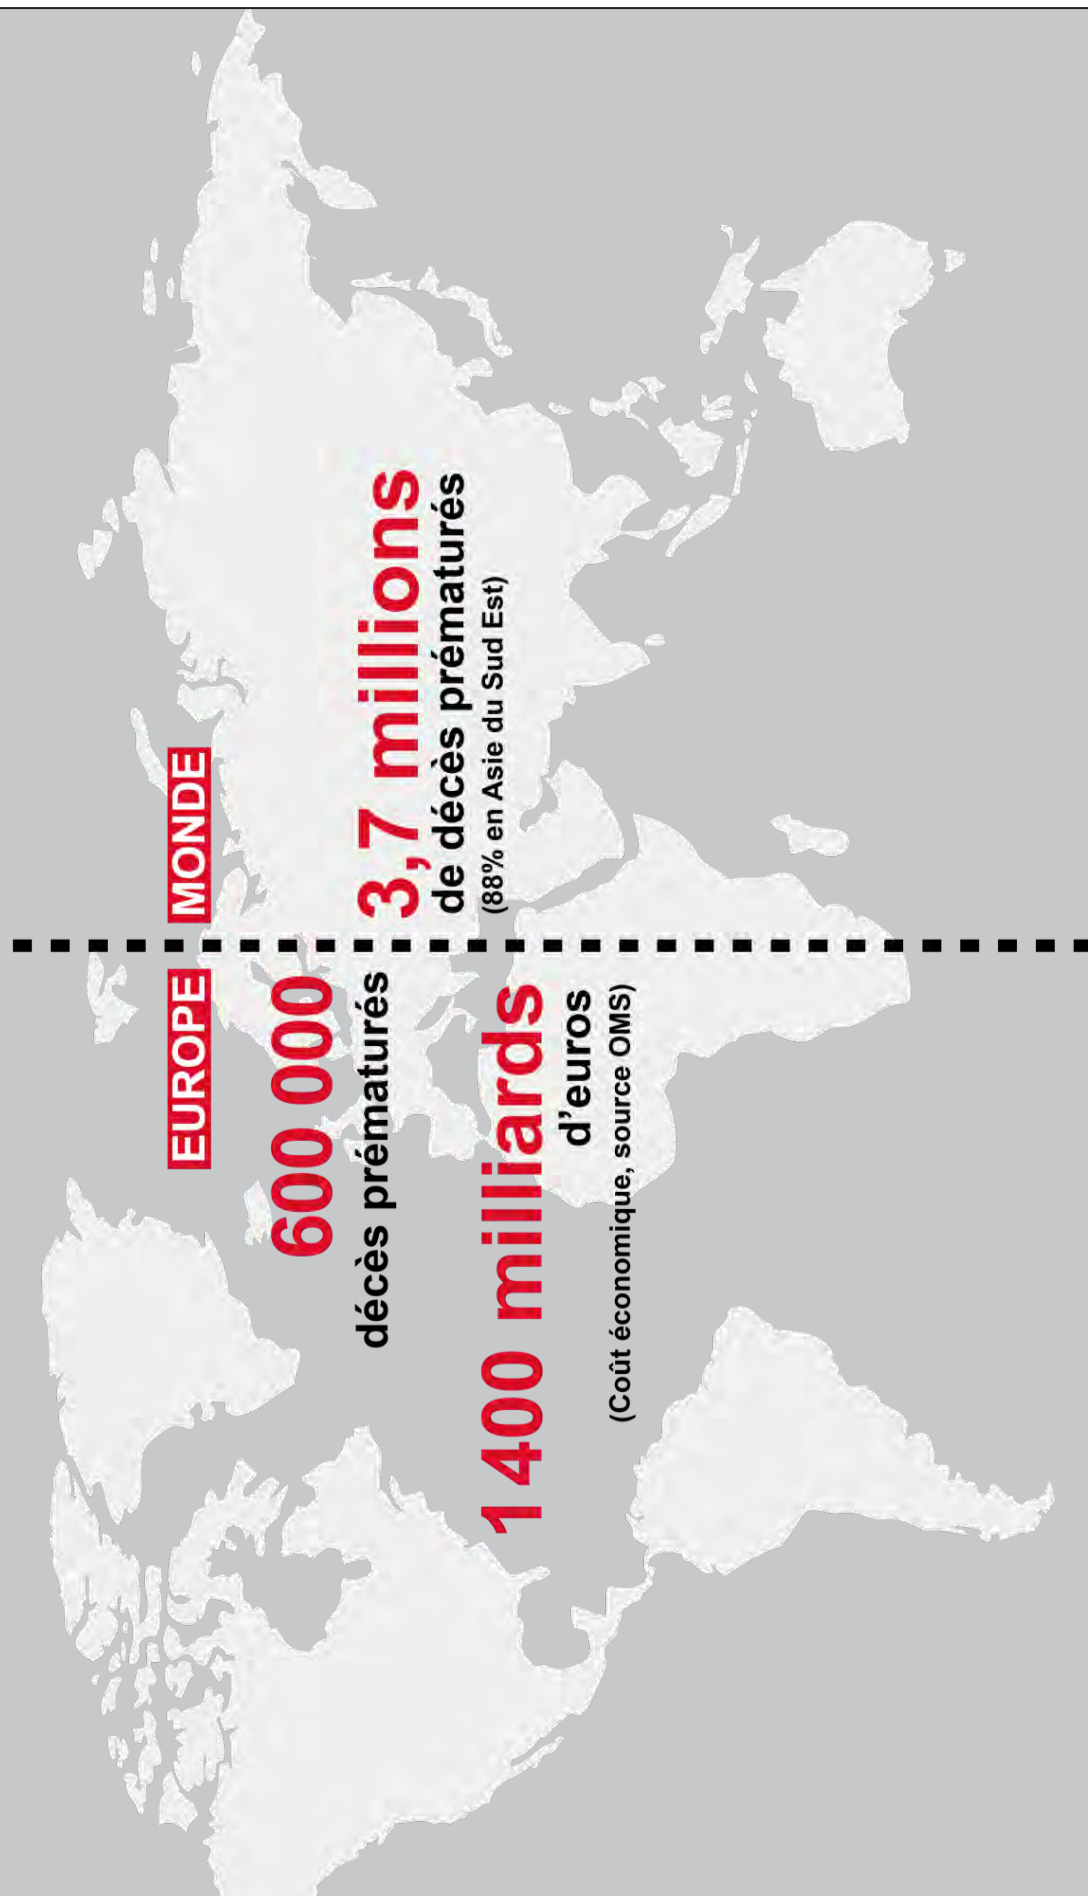 EUROPE
600 000
décès prématurés
1 400 milliards
d'euros
(Coût économique, source OMS)
MONDE
3,7 millions
de décès prématurés
(88% en Asie du Sud Est)